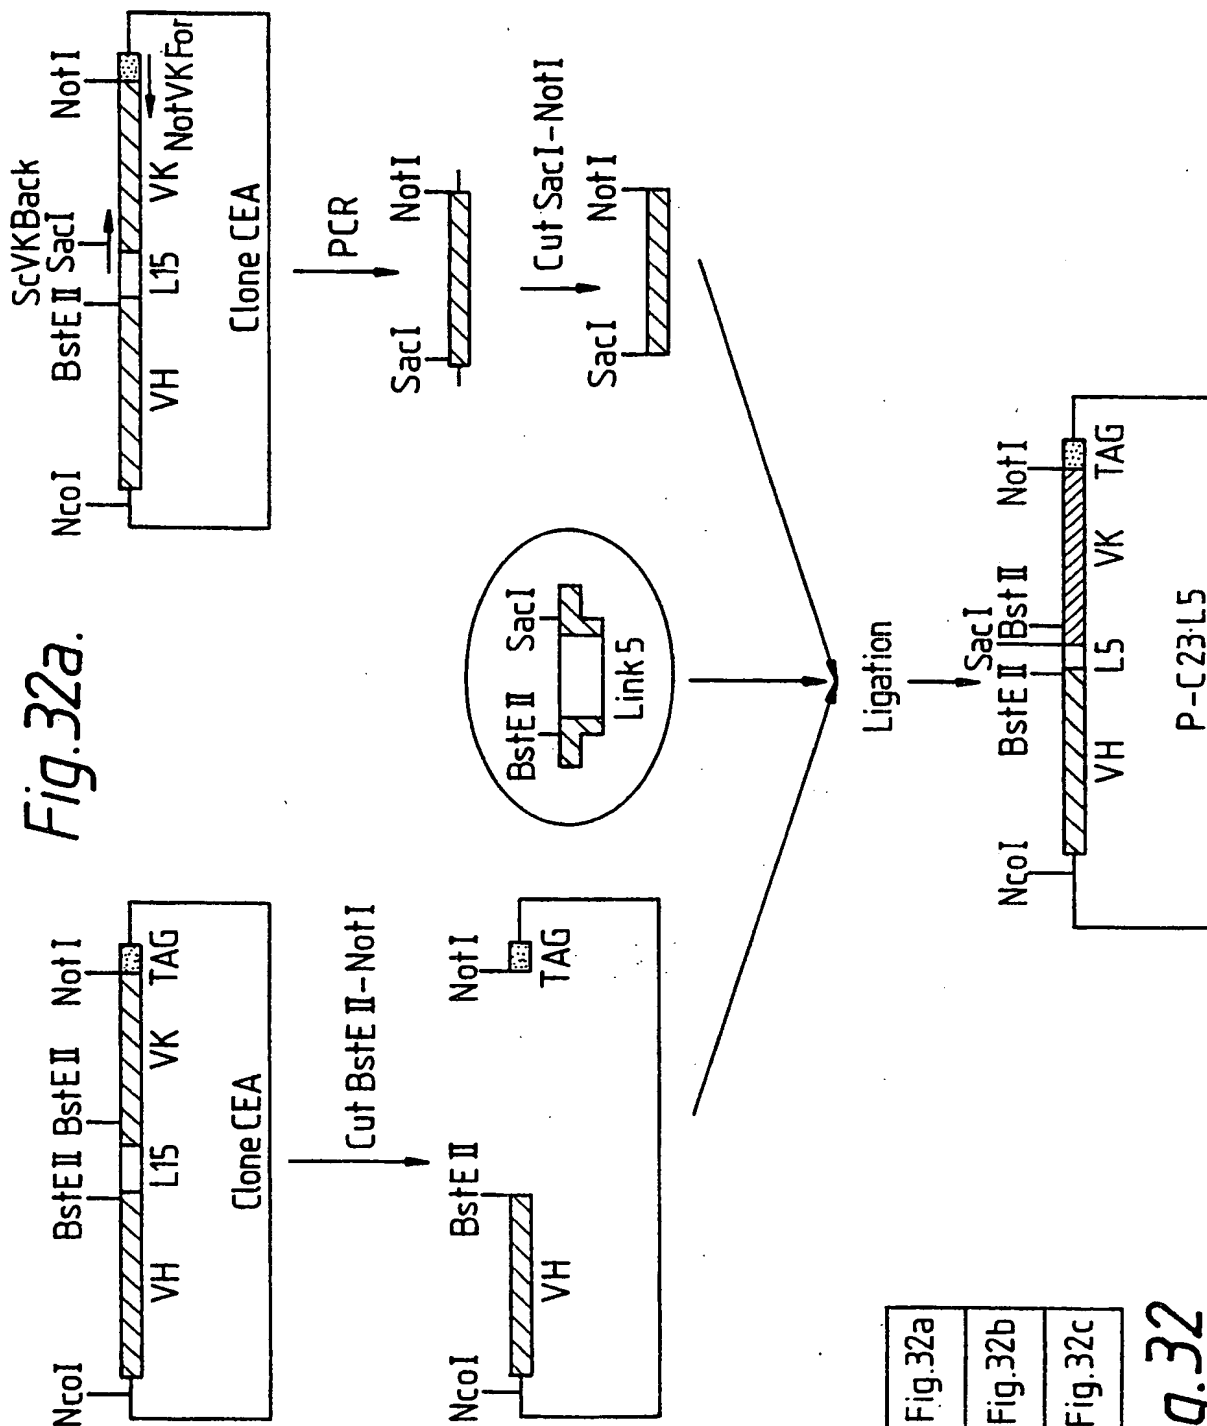 Fig.32a.
NcoI
BstE II
BstE II
NotI
VH
L15
VK
TAG
Clone CEA
Cut BstE II-NotI
NcoI
BstE II
NotI
VH
TAG
BstE II
SacI
Link 5
ScVKBack
NcoI
BstE II
SacI
NotI
VH
L15
VK
NotVKFor
Clone CEA
PCR
SacI
NotI
Cut SacI-NotI
SacI
NotI
Ligation
NcoI
BstE II
SacI
Bst II
NotI
VH
L5
VK
TAG
P-C23·L5
Fig.32a
Fig.32b
Fig.32c